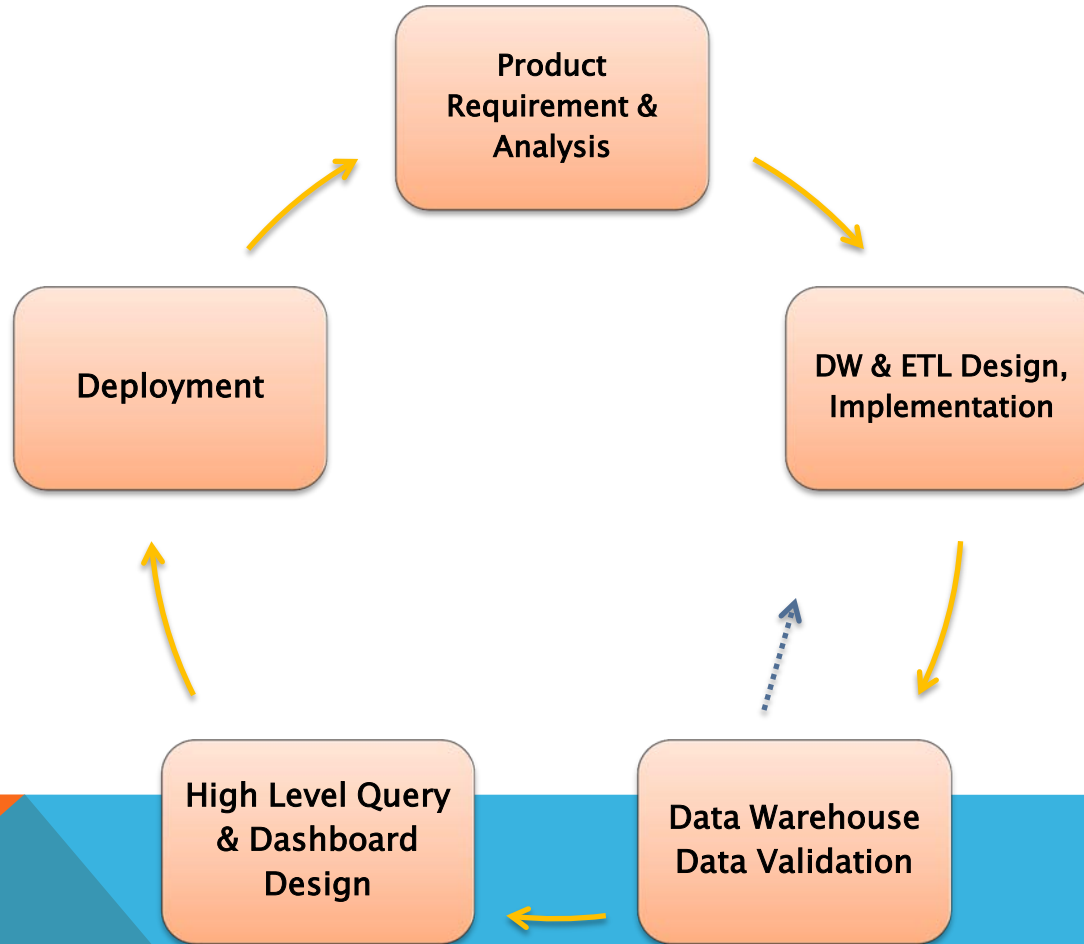 Product
Requirement &
Analysis
Deployment
DW & ETL Design,
Implementation
High Level Query
& Dashboard
Design
Data Warehouse
Data Validation